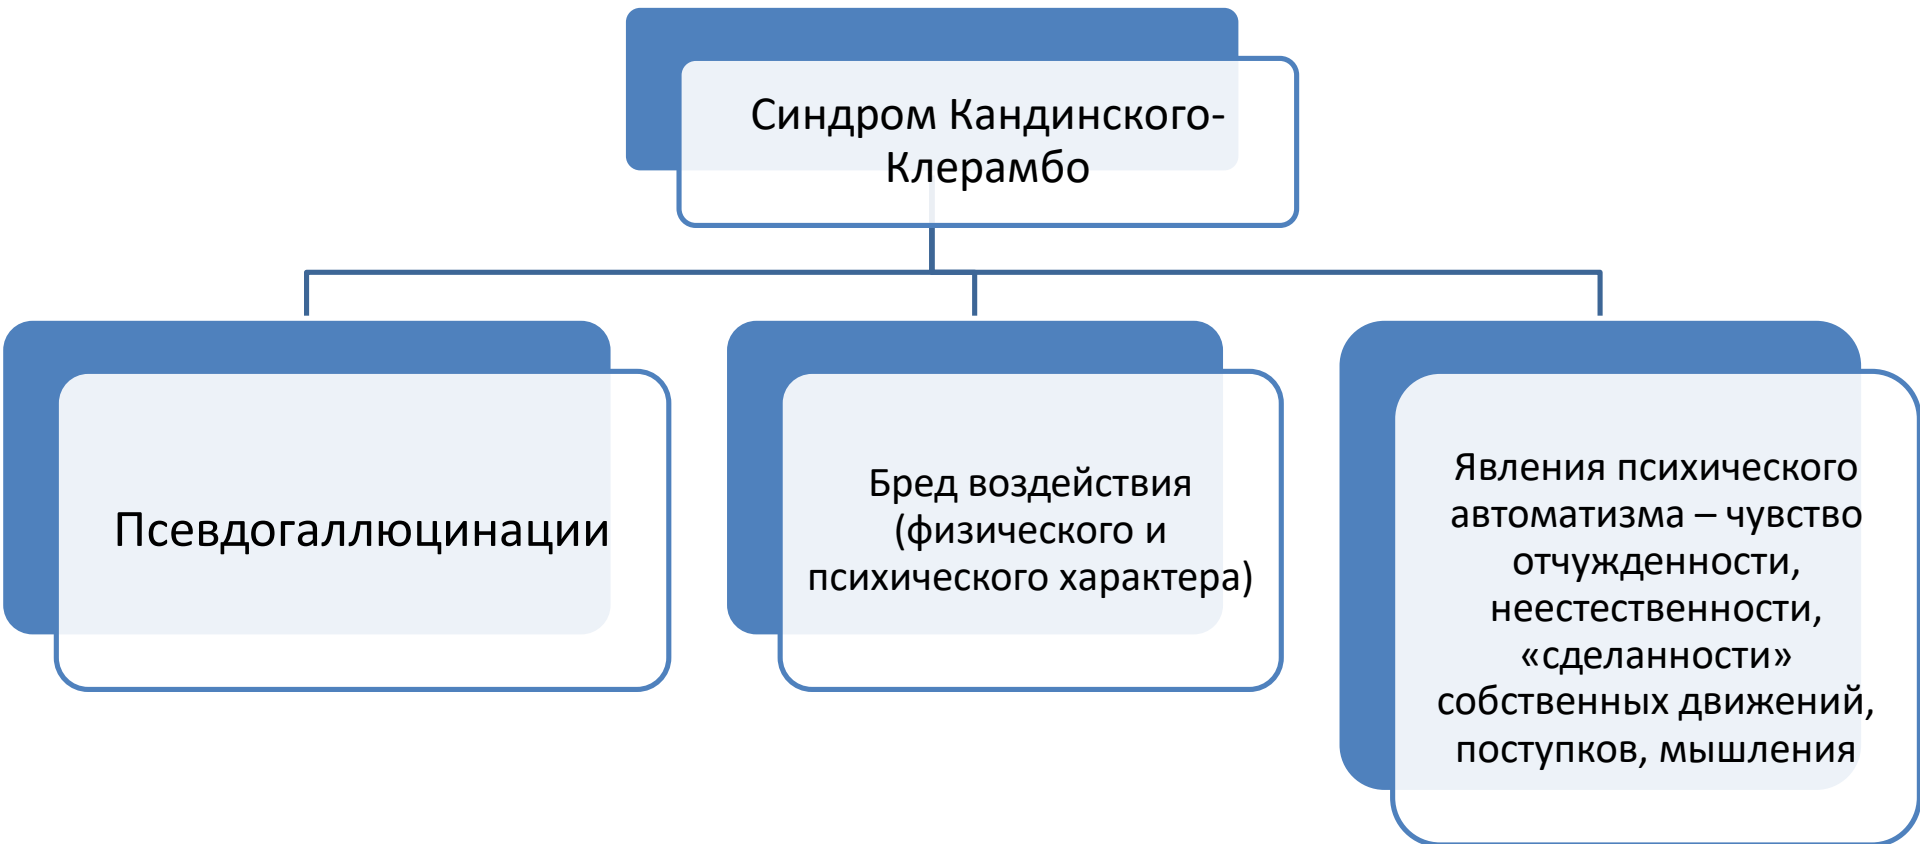 Синдром Кандинского-
Клерамбо
Псевдогаллюцинации
Бред воздействия
(физического и
психического характера)
Явления психического
автоматизма – чувство
отчужденности,
неестественности,
«сделанности»
собственных движений,
поступков, мышления